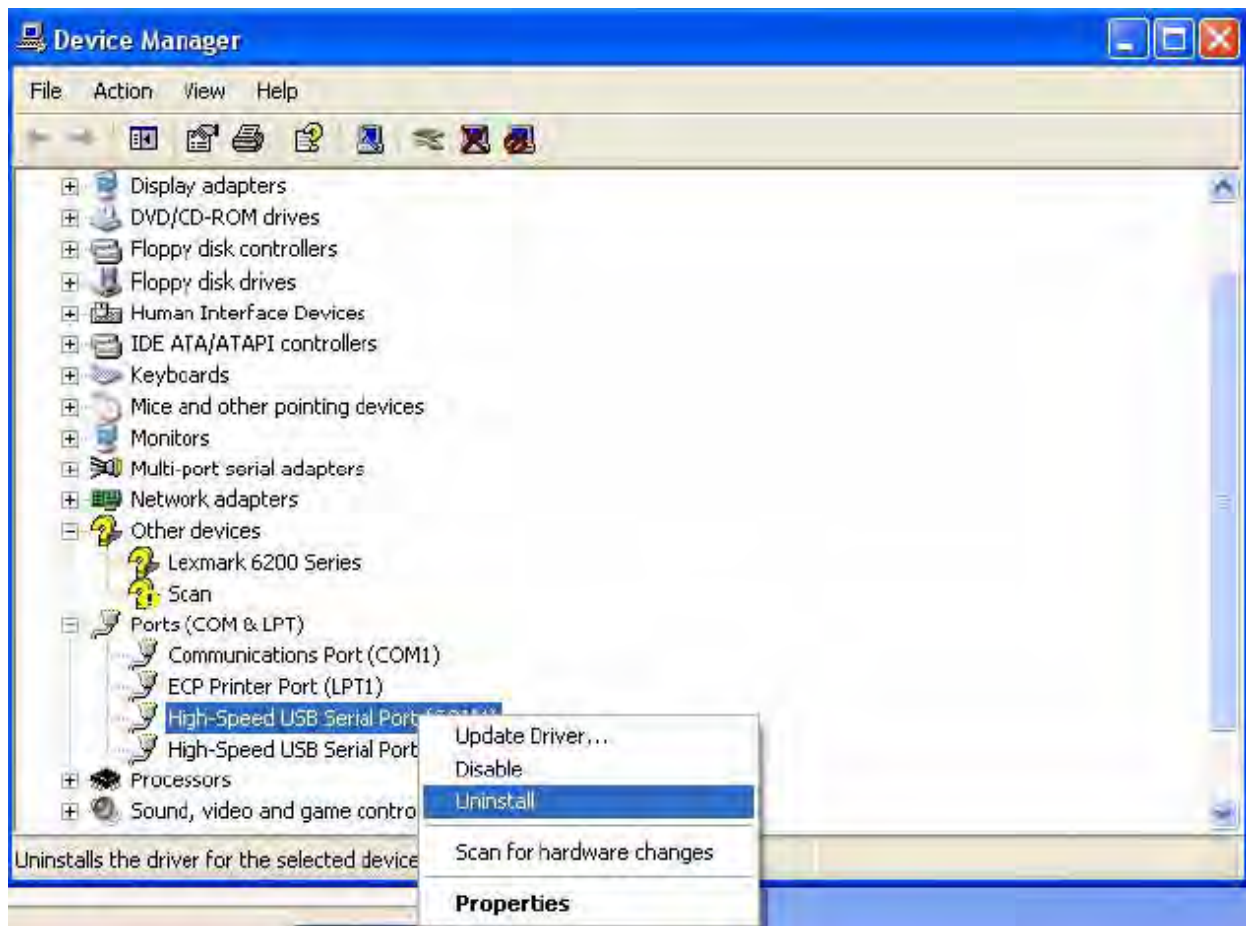 Device Manager
File Action View Help
Display adapters
DVD/CD-ROM drives
Floppy disk controllers
Floppy disk drives
Human Interface Devices
IDE ATA/ATAPI controllers
Keyboards
Mice and other pointing devices
Monitors
Multi-port serial adapters
Network adapters
Other devices
Lexmark 6200 Series
Scan
Ports (COM & LPT)
Communications Port (COM1)
ECP Printer Port (LPT1)
High-Speed USB Serial Port
High-Speed USB Serial Port
Processors
Sound, video and game contro
Update Driver...
Disable
Uninstall
Scan for hardware changes
Properties
Uninstalls the driver for the selected device